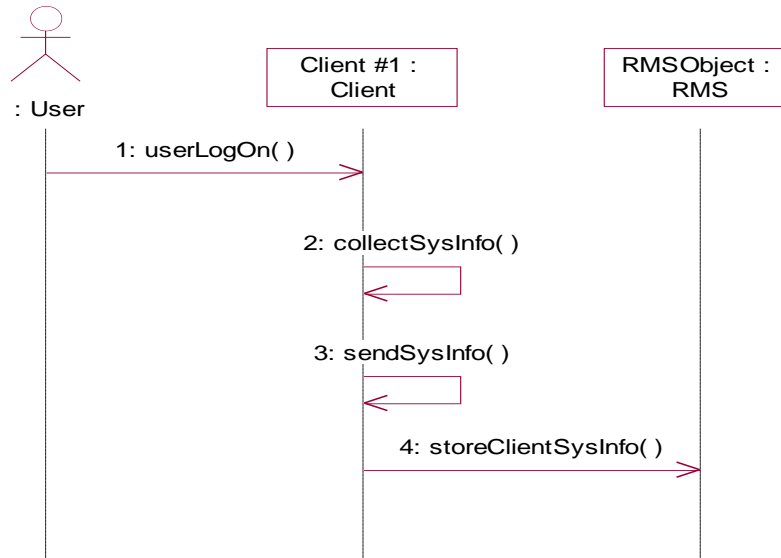 Client #1 :
Client
RMSObject :
RMS
: User
1: userLogOn( )
2: collectSysInfo( )
3: sendSysInfo( )
4: storeClientSysInfo( )